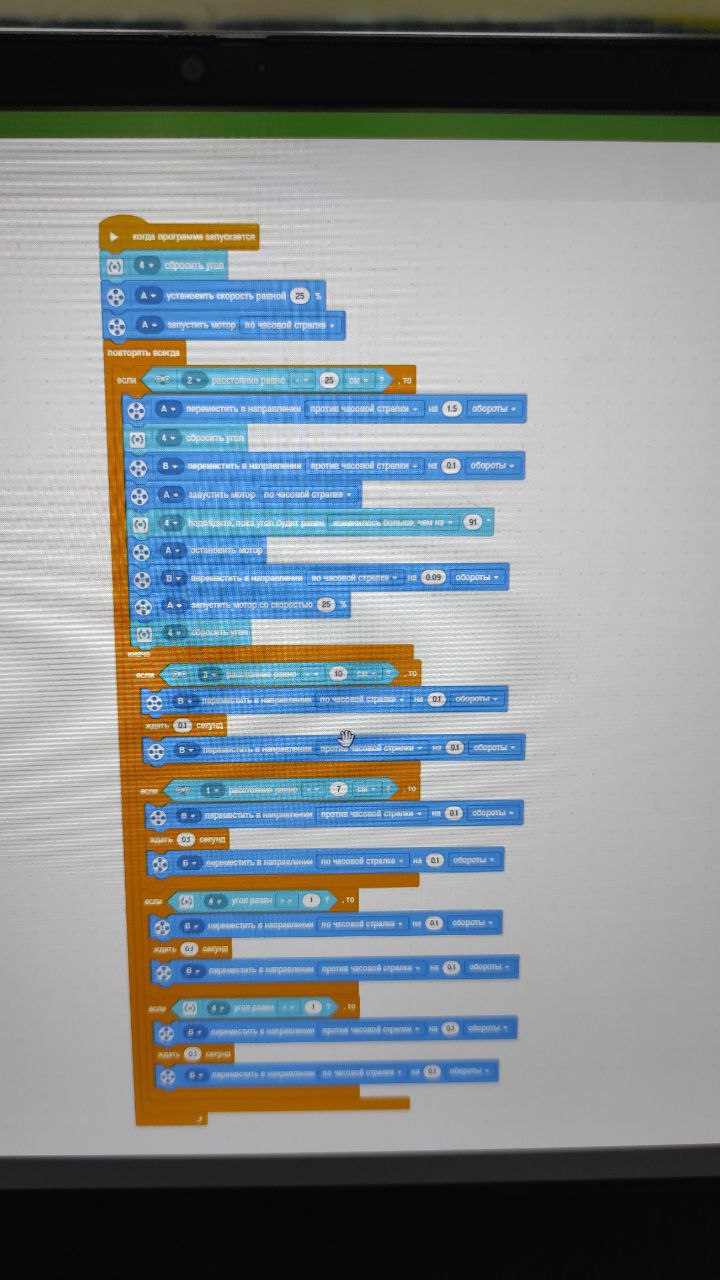 когда программа запускается
4 сбросить угол
A установить скорость равной 25 %
A запустить мотор по часовой стрелке
повторять всегда
если 2 расстояние равно < 25 см ? , то
A переместить в направлении против часовой стрелки на 1.5 обороты
4 сбросить угол
B переместить в направлении против часовой стрелки на 0.1 обороты
A запустить мотор по часовой стрелке
4 подождите, пока угол будет равен изменилось больше, чем на 91
A остановить мотор
B переместить в направлении по часовой стрелке на 0.09 обороты
A запустить мотор со скоростью 25 %
4 сбросить угол
иначе
если 3 расстояние равно 10 см ? , то
B переместить в направлении по часовой стрелке на 0.1 обороты
ждать 0.1 секунд
B переместить в направлении против часовой стрелки на 0.1 обороты
если 1 расстояние равно 7 см ? , то
B переместить в направлении против часовой стрелки на 0.1 обороты
ждать 0.1 секунд
B переместить в направлении по часовой стрелке на 0.1 обороты
если 4 угол равен 1 ? , то
B переместить в направлении по часовой стрелке на 0.1 обороты
ждать 0.1 секунд
B переместить в направлении против часовой стрелки на 0.1 обороты
если 4 угол равен 1 ? , то
B переместить в направлении против часовой стрелки на 0.1 обороты
ждать 0.1 секунд
B переместить в направлении по часовой стрелке на 0.1 обороты